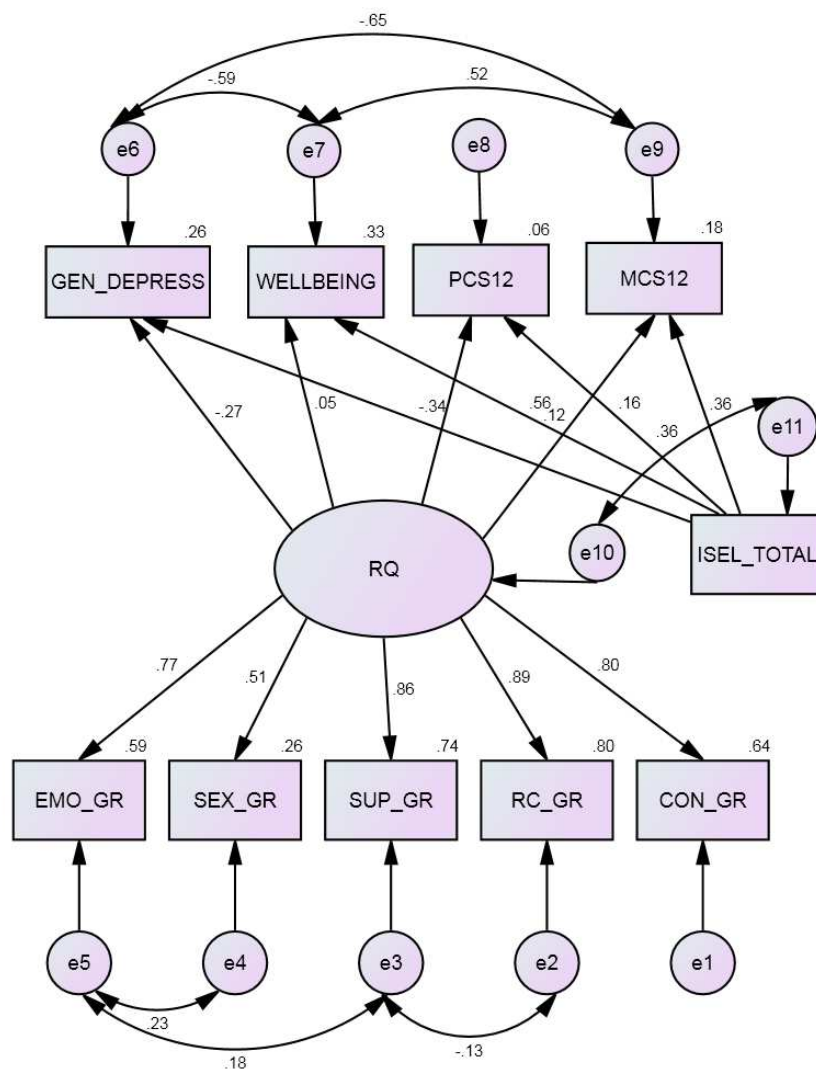 -.65
-.59
.52
e6
e7
e8
e9
.26
.33
.06
.18
GEN_DEPRESS
WELLBEING
PCS12
MCS12
-.27
.05
-.34
.56
.12
.16
.36
.36
e11
e10
ISEL_TOTAL
RQ
.77
.51
.86
.89
.80
.59
.26
.74
.80
.64
EMO_GR
SEX_GR
SUP_GR
RC_GR
CON_GR
e5
e4
e3
e2
e1
.23
.18
-.13